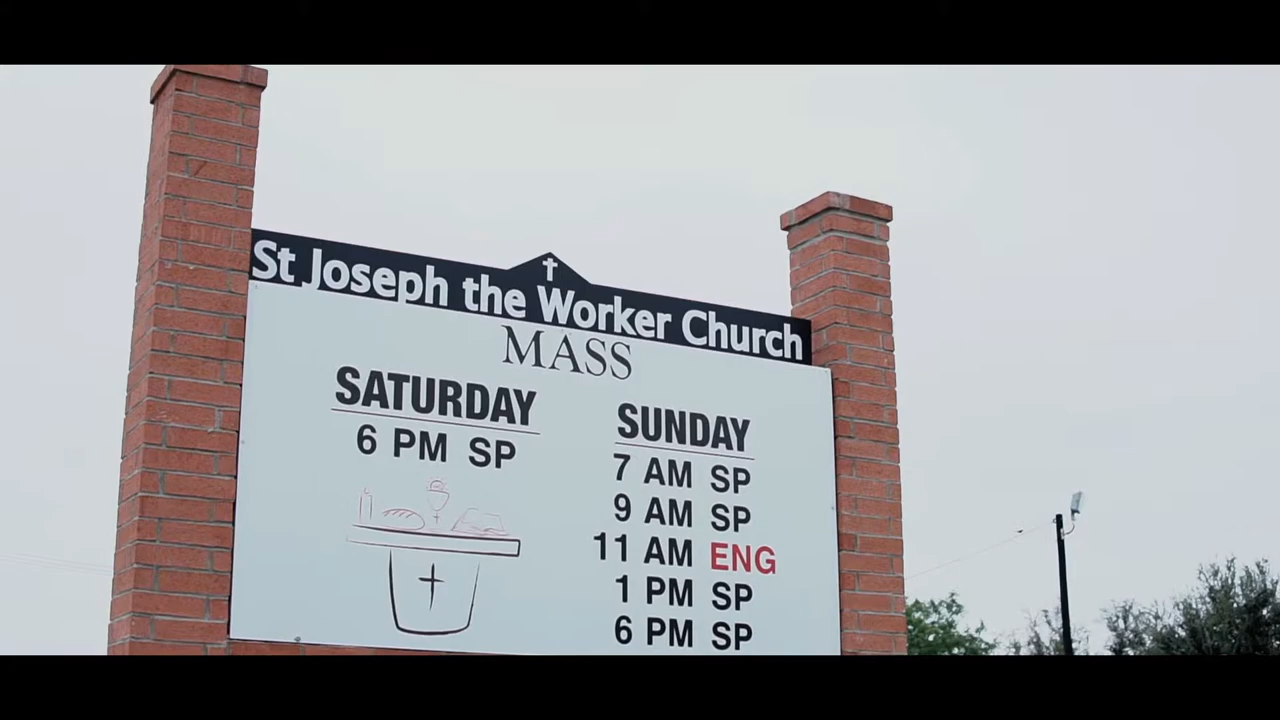 St Joseph the Worker Church
MASS
SATURDAY
6 PM SP
SUNDAY
7 AM SP
9 AM SP
11 AM ENG
1 PM SP
6 PM SP